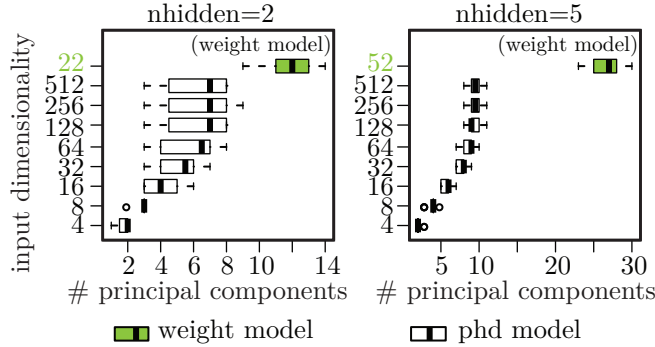 nhidden=2 nhidden=5
(weight model) (weight model)
22 52
512 512
256 256
128 128
64 64
32 32
16 16
8 8
4 4
input dimensionality
2 4 6 8 10 14 5 10 20 30
# principal components # principal components
weight model phd model